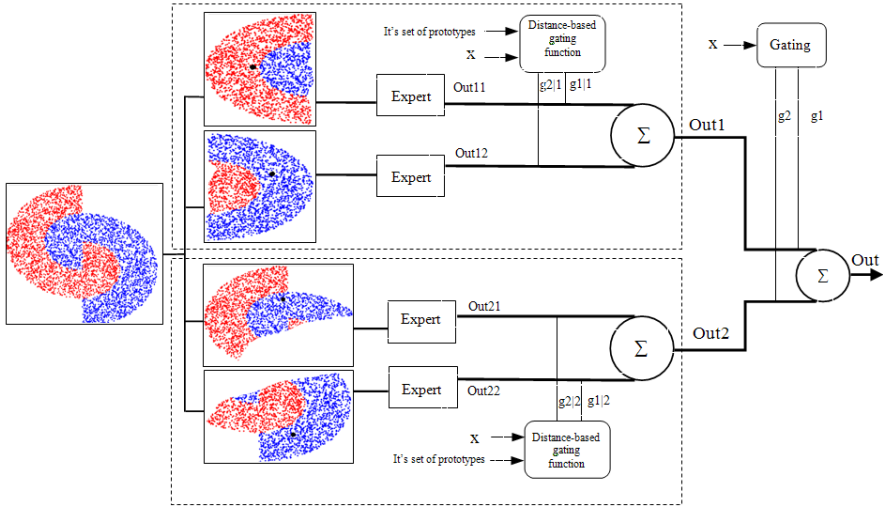 It's set of prototypes
X
Distance-based
gating
function
g2|1
g1|1
Expert
Out11
Expert
Out12
Σ
Out1
X
Gating
g2
g1
Σ
Out
Expert
Out21
Expert
Out22
Σ
Out2
g2|2
g1|2
X
It's set of prototypes
Distance-based
gating
function